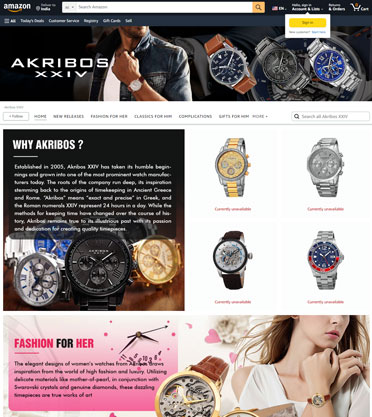 amazon
Deliver to
India
All
Search Amazon
EN
Hello, sign in
Account & Lists
Returns
& Orders
0
Cart
All
Today's Deals
Customer Service
Registry
Gift Cards
Sell
Sign in
New customer? Start here.
AKRIBOS
XXIV
Akribos XXIV
+ Follow
HOME
NEW RELEASES
FASHION FOR HER
CLASSICS FOR HIM
COMPLICATIONS
GIFTS FOR HIM
MORE
Search all Akribos XXIV
WHY AKRIBOS ?
Established in 2005, Akribos XXIV has taken its humble begin-
nings and grown into one of the most prominent watch manufac-
turers today. The roots of the company run deep, its inspiration
stemming back to the origins of timekeeping in Ancient Greece
and Rome. "Akribos" means "exact and precise" in Greek, and
the Roman numerals XXIV represent 24 hours in a day. While the
methods for keeping time have changed over the course of his-
tory, Akribos remains true to its illustrious past with its passion
and dedication for creating quality timepieces.
Currently unavailable
Currently unavailable
Currently unavailable
Currently unavailable
FASHION FOR HER
The elegant designs of women's watches from Akribos draws
inspiration from the world of high fashion and luxury. Utilizing
delicate materials like mother-of-pearl, in conjunction with
Swarovski crystals and genuine diamonds, these dazzling
timepieces are true works of art